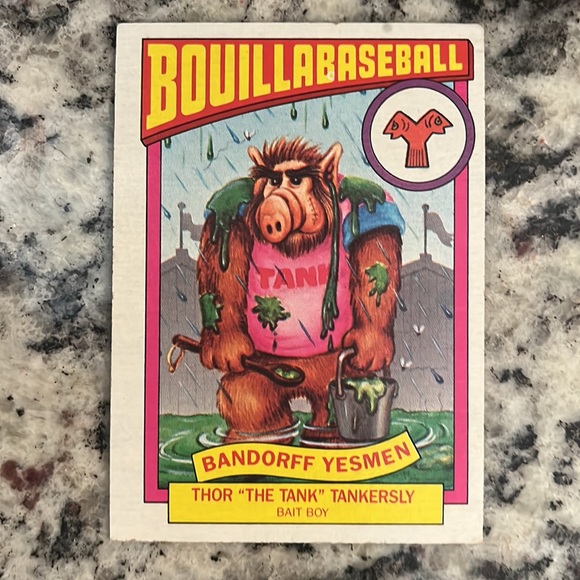 BOUILLABASEBALL
TANK
BANDORFF YESMEN
THOR "THE TANK" TANKERSLY
BAIT BOY